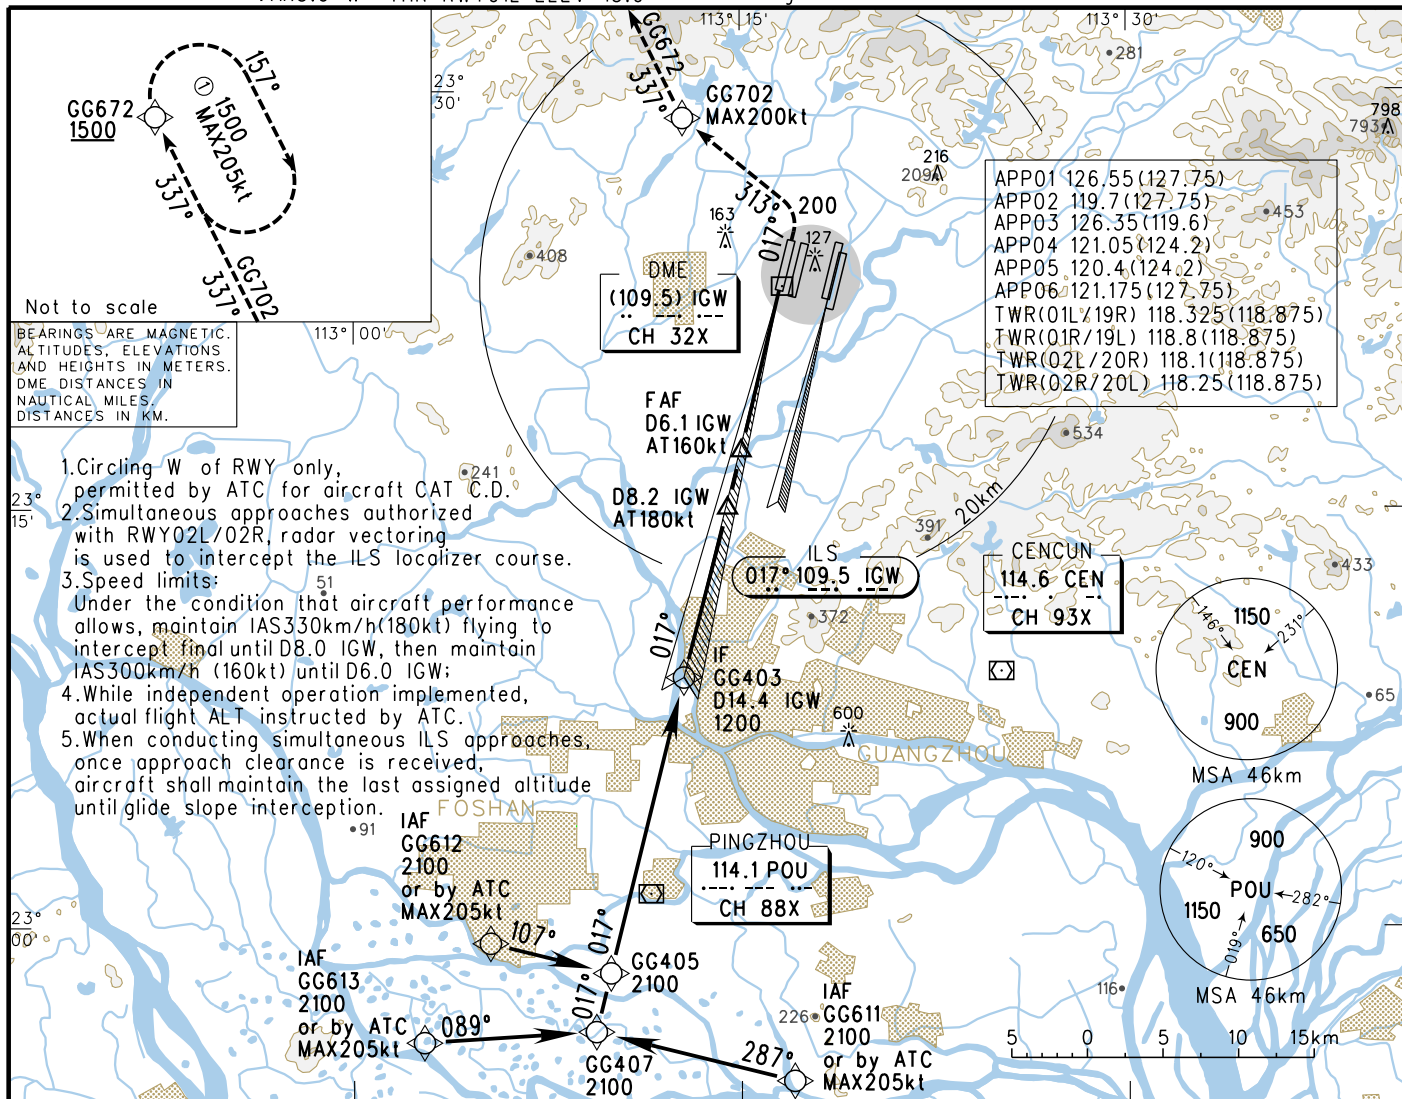 113°15'
113°30'
GG672
1500
157°
① 1500
MAX205kt
337°
GG702
337°
Not to scale
BEARINGS ARE MAGNETIC.
ALTITUDES, ELEVATIONS
AND HEIGHTS IN METERS.
DME DISTANCES IN
NAUTICAL MILES.
DISTANCES IN KM.
113°00'
23°
30'
GG672
337°
GG702
MAX200kt
313°
200
017°
163
127
216
209
281
798
793
453
408
DME
(109.5) IGW
CH 32X
APP01 126.55(127.75)
APP02 119.7(127.75)
APP03 126.35(119.6)
APP04 121.05(124.2)
APP05 120.4(124.2)
APP06 121.175(127.75)
TWR(01L/19R) 118.325(118.875)
TWR(01R/19L) 118.8(118.875)
TWR(02L/20R) 118.1(118.875)
TWR(02R/20L) 118.25(118.875)
FAF
D6.1 IGW
AT160kt
D8.2 IGW
AT180kt
534
241
391
20km
23°
15'
1.Circling W of RWY only,
permitted by ATC for aircraft CAT C.D.
2.Simultaneous approaches authorized
with RWY02L/02R, radar vectoring
is used to intercept the ILS localizer course.
3.Speed limits:
Under the condition that aircraft performance
allows, maintain IAS330km/h(180kt) flying to
intercept final until D8.0 IGW, then maintain
IAS300km/h (160kt) until D6.0 IGW;
4.While independent operation implemented,
actual flight ALT instructed by ATC.
5.When conducting simultaneous ILS approaches,
once approach clearance is received,
aircraft shall maintain the last assigned altitude
until glide slope interception.
51
ILS
017° 109.5 IGW
372
CENCUN
114.6 CEN
CH 93X
433
017°
IF
GG403
D14.4 IGW
1200
600
GUANGZHOU
146°
1150
231°
CEN
900
MSA 46km
65
FOSHAN
91
PINGZHOU
114.1 POU
CH 88X
900
120°
POU
282°
1150
019°
650
MSA 46km
IAF
GG612
2100
or by ATC
MAX205kt
107°
017°
GG405
2100
23°
00'
IAF
GG613
2100
or by ATC
MAX205kt
089°
017°
GG407
2100
287°
226
IAF
GG611
2100
or by ATC
MAX205kt
116
5 0 5 10 15km